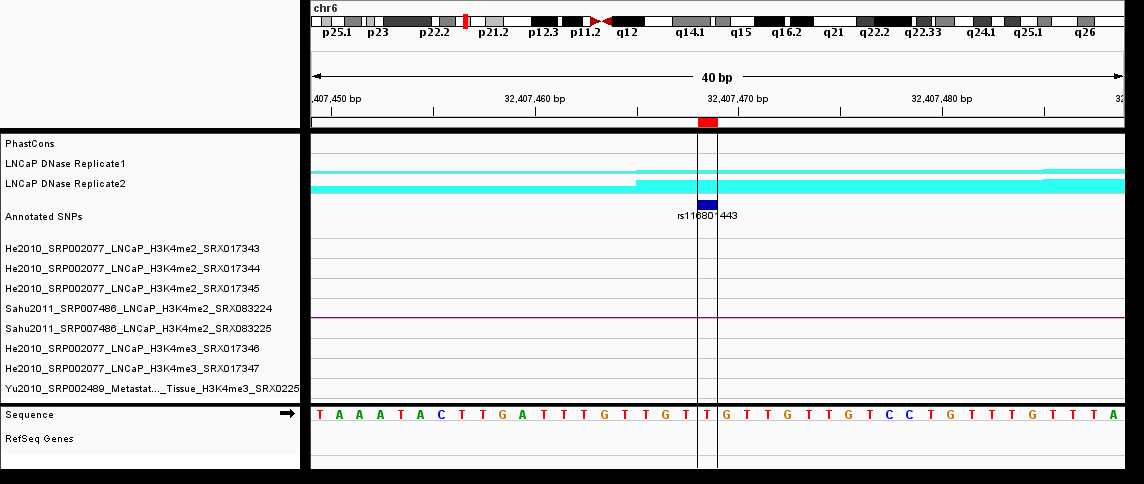 chr6
p25.1 p23 p22.2 p21.2 p12.3 p11.2 q12 q14.1 q15 q16.2 q21 q22.2 q22.33 q24.1 q25.1 q26
40 bp
,407,450 bp 32,407,460 bp 32,407,470 bp 32,407,480 bp 32
PhastCons
LNCaP DNase Replicate1
LNCaP DNase Replicate2
Annotated SNPs
rs116801443
He2010_SRP002077_LNCaP_H3K4me2_SRX017343
He2010_SRP002077_LNCaP_H3K4me2_SRX017344
He2010_SRP002077_LNCaP_H3K4me2_SRX017345
Sahu2011_SRP007486_LNCaP_H3K4me2_SRX083224
Sahu2011_SRP007486_LNCaP_H3K4me2_SRX083225
He2010_SRP002077_LNCaP_H3K4me3_SRX017346
He2010_SRP002077_LNCaP_H3K4me3_SRX017347
Yu2010_SRP002489_Metastat..._Tissue_H3K4me3_SRX0225
Sequence T A A A T A C T T G A T T T G T T G T T G T T G T T G T C C T G T T T G T T T A
RefSeq Genes